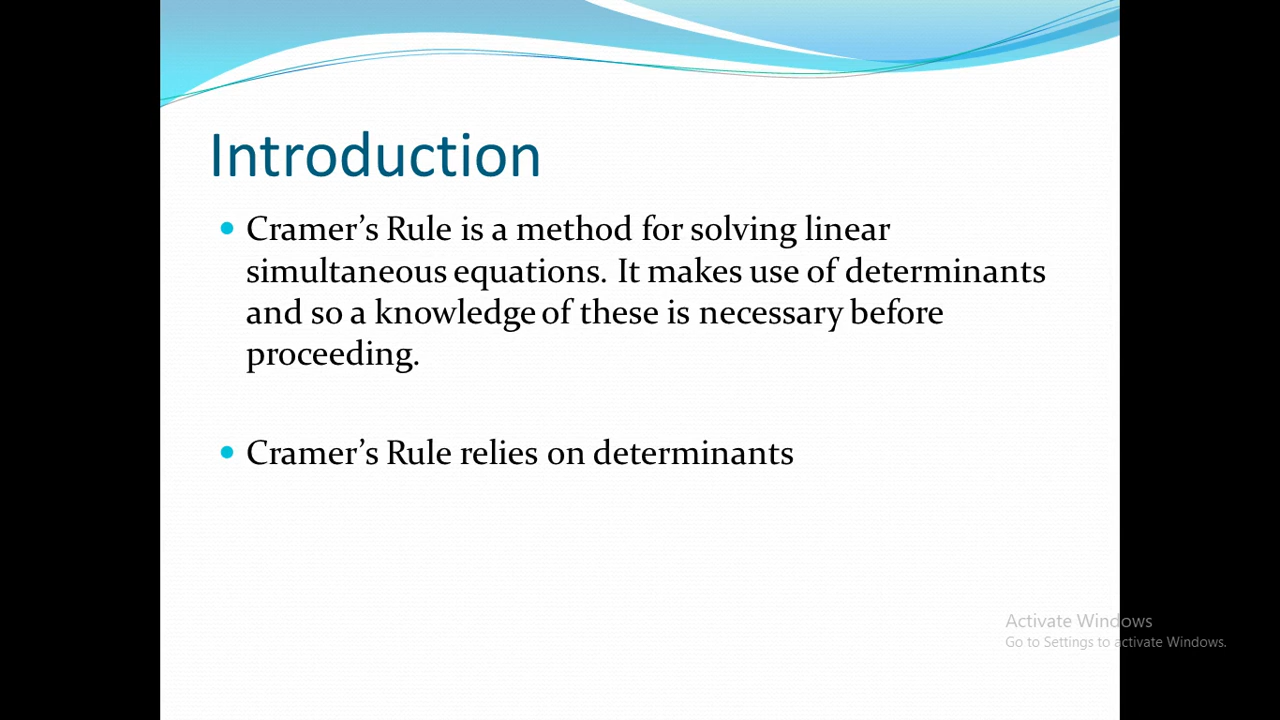 Introduction
Cramer’s Rule is a method for solving linear
simultaneous equations. It makes use of determinants
and so a knowledge of these is necessary before
proceeding.
Cramer’s Rule relies on determinants
Activate Windows
Go to Settings to activate Windows.